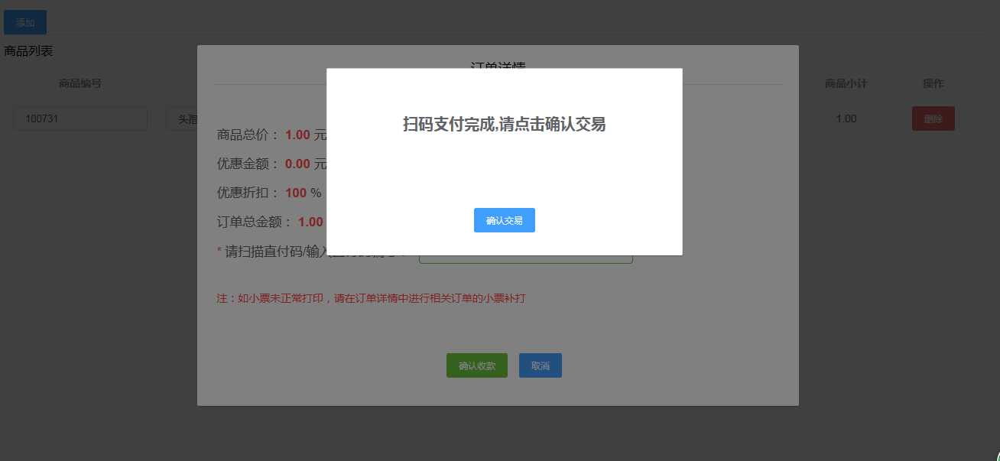 添加
商品列表
商品编号
商品小计
操作
100731
头孢
1.00
删除
订单详情
商品总价： 1.00 元
优惠金额： 0.00 元
优惠折扣： 100 %
订单总金额： 1.00
* 请扫描直付码/输入
扫码支付完成,请点击确认交易
确认交易
注：如小票未正常打印，请在订单详情中进行相关订单的小票补打
确认收款
取消